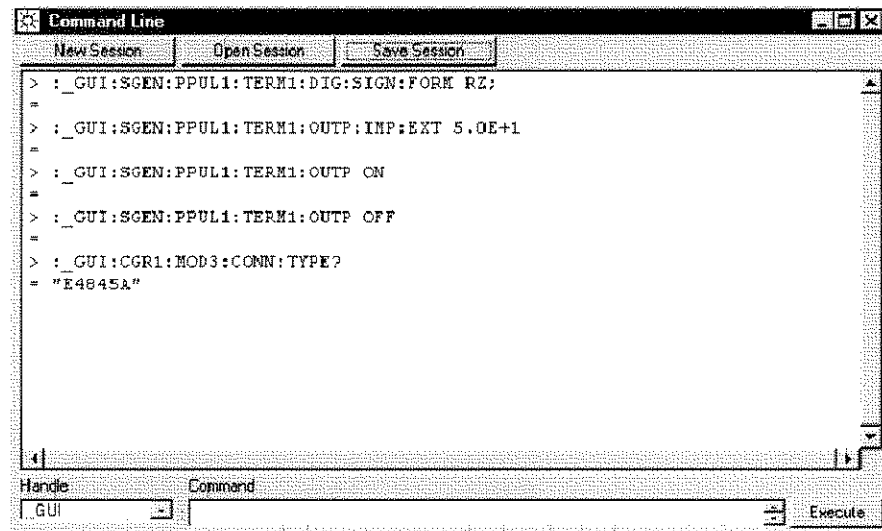 Command Line
New Session Open Session Save Session
> :_GUI:SGEN:PPUL1:TERM1:DIG:SIGN:FORM RZ;
=
> :_GUI:SGEN:PPUL1:TERM1:OUTP:IMP:EXT 5.0E+1
=
> :_GUI:SGEN:PPUL1:TERM1:OUTP ON
=
> :_GUI:SGEN:PPUL1:TERM1:OUTP OFF
=
> :_GUI:CGR1:MOD3:CONN:TYPE?
= "E4845A"
Handle Command
_GUI Execute